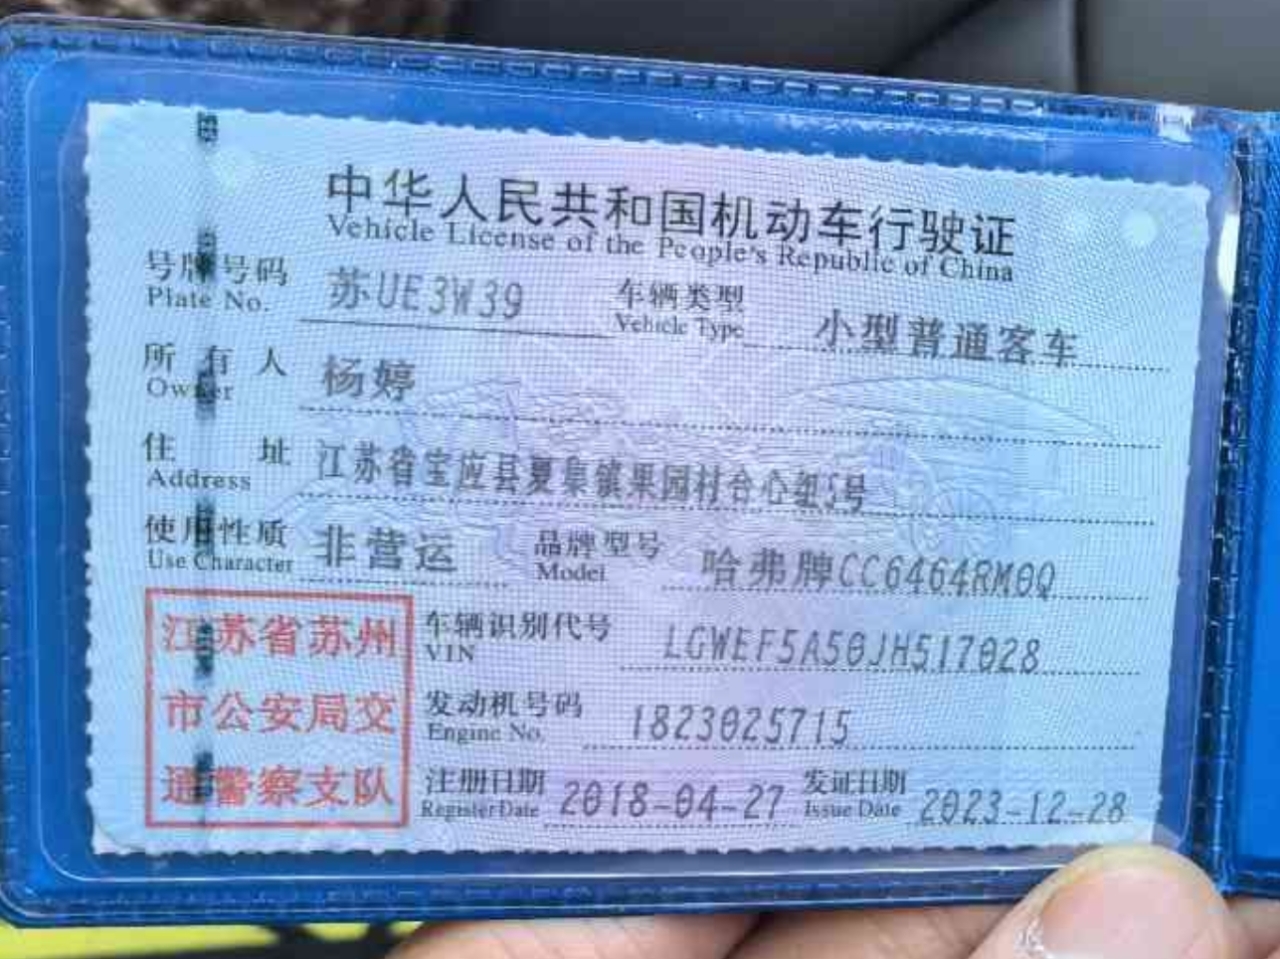 中华人民共和国机动车行驶证
Vehicle License of the People's Republic of China
号牌号码 苏UE3W39 车辆类型 小型普通客车
Plate No. Vehicle Type
所有人 杨婷
Owner
住址 江苏省宝应县夏集镇果园村合心组5号
Address
使用性质 非营运 品牌型号 哈弗牌CC6464RM0Q
Use Character Model
江苏省苏州
市公安局交
通警察支队
车辆识别代号 LGWEF5A50JH517028
VIN
发动机号码 1823025715
Engine No.
注册日期 2018-04-27 发证日期 2023-12-28
Register Date Issue Date